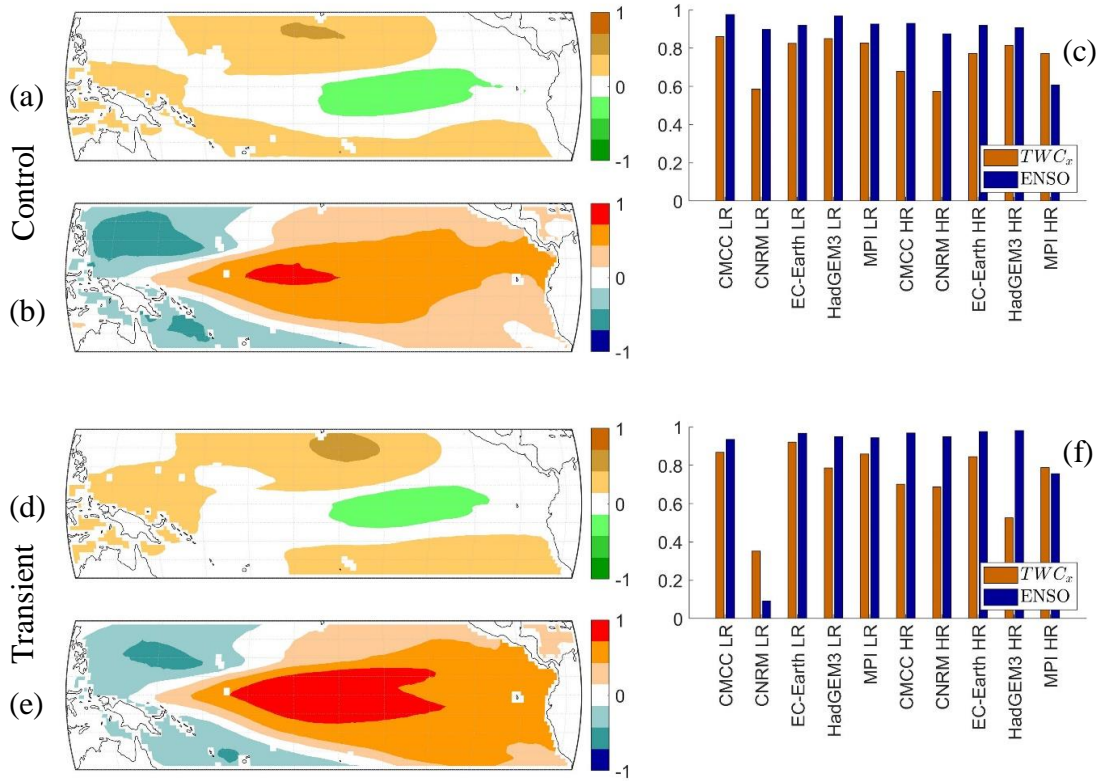 (a)
1
0
-1
Control
(b)
1
0
-1
(c)
1
0.8
0.6
0.4
0.2
0
TWCₓ
ENSO
CMCC LR
CNRM LR
EC-Earth LR
HadGEM3 LR
MPI LR
CMCC HR
CNRM HR
EC-Earth HR
HadGEM3 HR
MPI HR
(d)
1
0
-1
Transient
(e)
1
0
-1
(f)
1
0.8
0.6
0.4
0.2
0
TWCₓ
ENSO
CMCC LR
CNRM LR
EC-Earth LR
HadGEM3 LR
MPI LR
CMCC HR
CNRM HR
EC-Earth HR
HadGEM3 HR
MPI HR